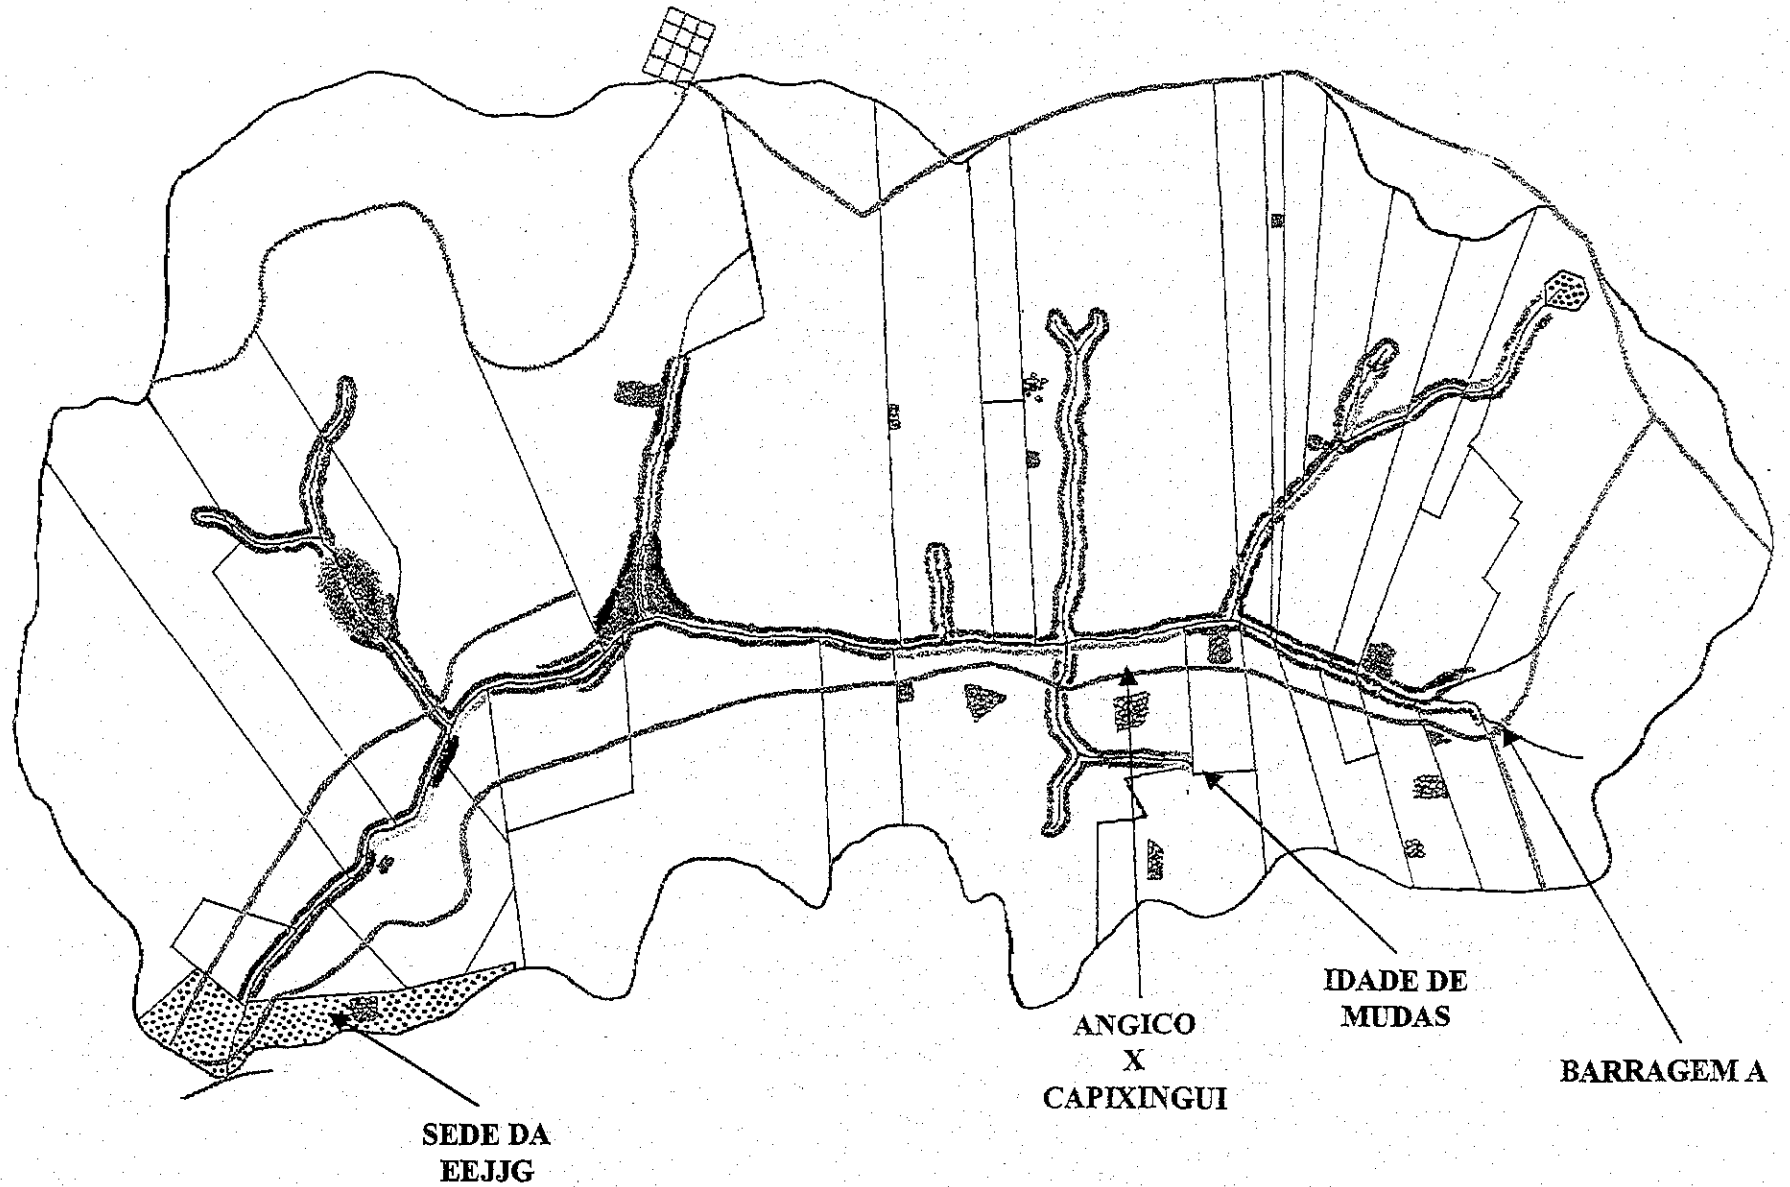 IDADE DE
MUDAS
ANGICO
X
CAPIXINGUI
BARRAGEM A
SEDE DA
EEJJG